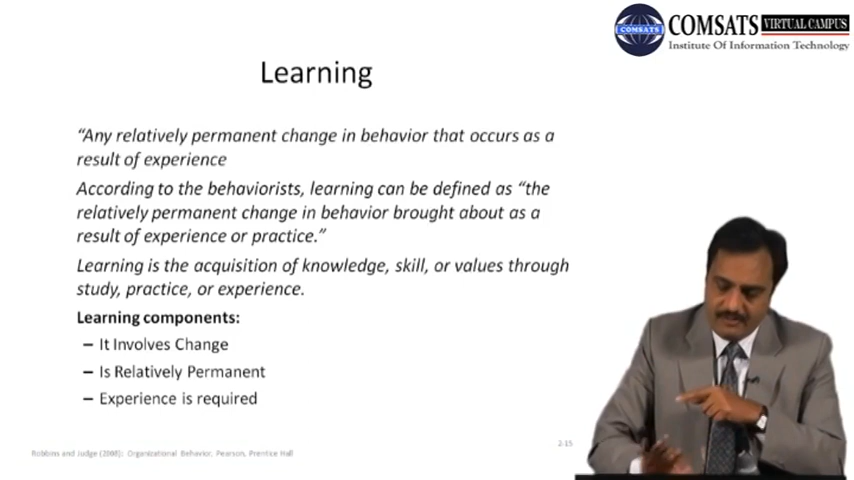 COMSATS
COMSATS VIRTUAL CAMPUS
Institute Of Information Technology
Learning
“Any relatively permanent change in behavior that occurs as a
result of experience
According to the behaviorists, learning can be defined as “the
relatively permanent change in behavior brought about as a
result of experience or practice.”
Learning is the acquisition of knowledge, skill, or values through
study, practice, or experience.
Learning components:
– It Involves Change
– Is Relatively Permanent
– Experience is required
2-15
Robbins and Judge (2008): Organizational Behavior, Pearson, Prentice Hall